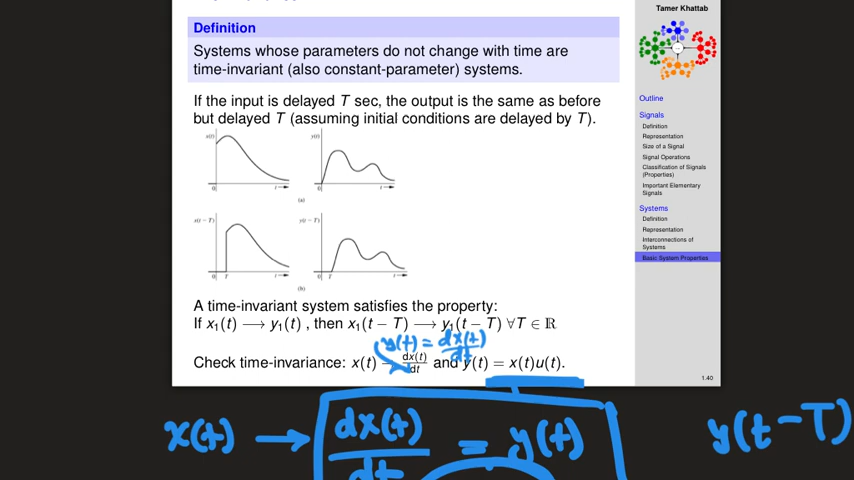 Tamer Khattab
Definition
Systems whose parameters do not change with time are
time-invariant (also constant-parameter) systems.
If the input is delayed T sec, the output is the same as before
but delayed T (assuming initial conditions are delayed by T).
x(t)
y(t)
0
t
0
t
(a)
x(t − T)
y(t − T)
0 T
t
0 T
t
(b)
A time-invariant system satisfies the property:
If x₁(t) ⟶ y₁(t) , then x₁(t − T) ⟶ y₁(t − T) ∀T ∈ ℝ
y(t) = dx(t)/dt
Check time-invariance: x(t) dx(t)/dt and y(t) = x(t)u(t).
Outline
Signals
Definition
Representation
Size of a Signal
Signal Operations
Classification of Signals
(Properties)
Important Elementary
Signals
Systems
Definition
Representation
Interconnections of
Systems
Basic System Properties
1.40
x(t) → dx(t)/dt = y(t)
y(t-T)